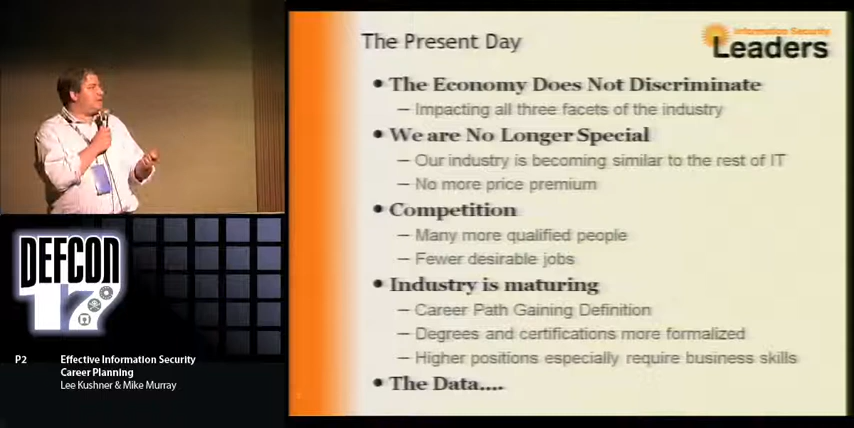 The Present Day
Information Security
Leaders
• The Economy Does Not Discriminate
– Impacting all three facets of the industry
• We are No Longer Special
– Our industry is becoming similar to the rest of IT
– No more price premium
• Competition
– Many more qualified people
– Fewer desirable jobs
• Industry is maturing
– Career Path Gaining Definition
– Degrees and certifications more formalized
– Higher positions especially require business skills
• The Data....
DEFCON
17
P2
Effective Information Security
Career Planning
Lee Kushner & Mike Murray